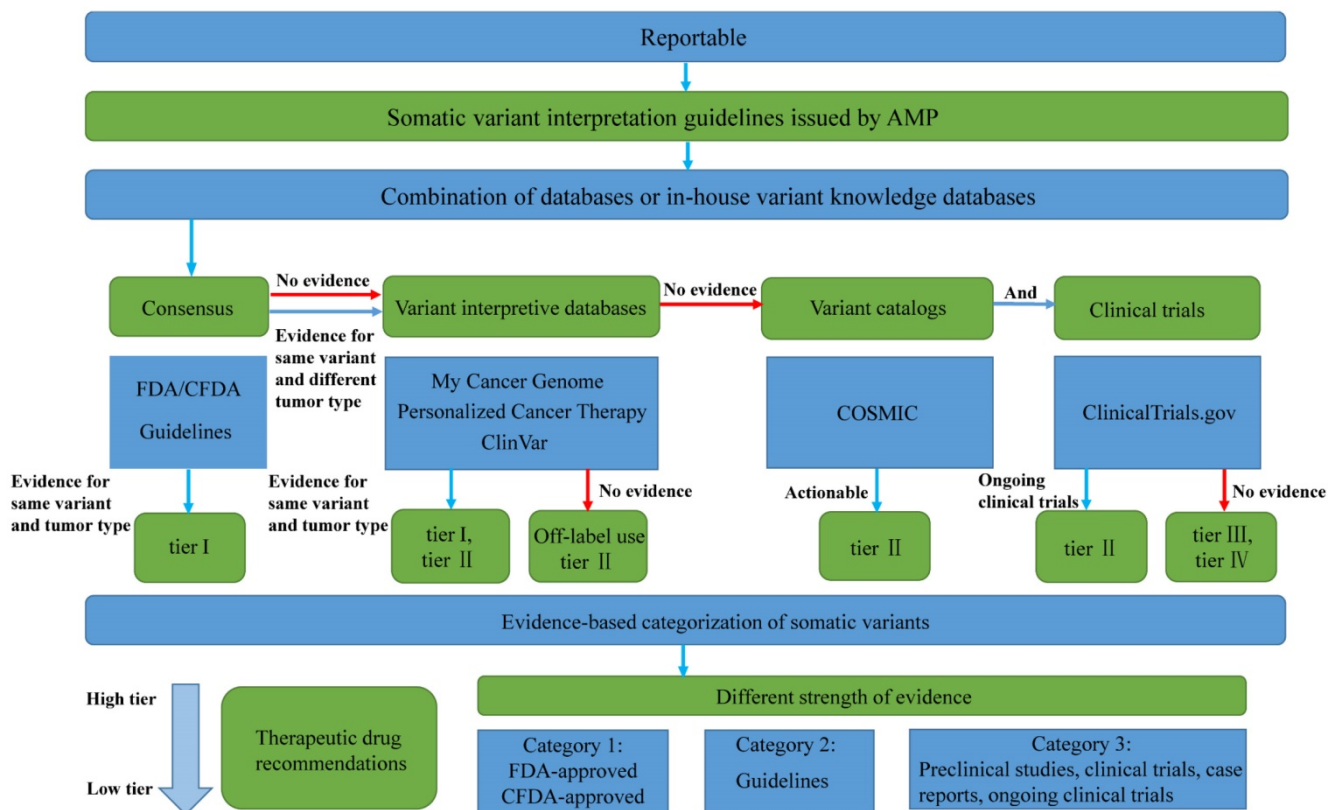 Reportable
Somatic variant interpretation guidelines issued by AMP
Combination of databases or in-house variant knowledge databases
Consensus
No evidence
Evidence for
same variant
and different
tumor type
Variant interpretive databases
No evidence
Variant catalogs
And
Clinical trials
FDA/CFDA
Guidelines
My Cancer Genome
Personalized Cancer Therapy
ClinVar
COSMIC
ClinicalTrials.gov
Evidence for
same variant
and tumor type
tier I
Evidence for
same variant
and tumor type
tier I,
tier Ⅱ
No evidence
Off-label use
tier Ⅱ
Actionable
tier Ⅱ
Ongoing
clinical trials
tier Ⅱ
No evidence
tier III,
tier Ⅳ
Evidence-based categorization of somatic variants
High tier
Low tier
Therapeutic drug
recommendations
Different strength of evidence
Category 1:
FDA-approved
CFDA-approved
Category 2:
Guidelines
Category 3:
Preclinical studies, clinical trials, case
reports, ongoing clinical trials